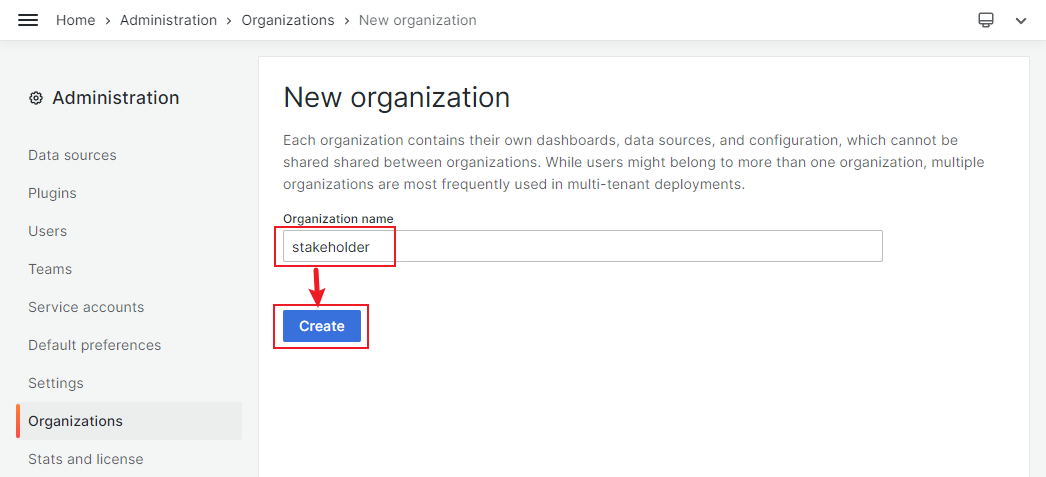 Home › Administration › Organizations › New organization
Administration
Data sources
Plugins
Users
Teams
Service accounts
Default preferences
Settings
Organizations
Stats and license
New organization
Each organization contains their own dashboards, data sources, and configuration, which cannot be
shared shared between organizations. While users might belong to more than one organization, multiple
organizations are most frequently used in multi-tenant deployments.
Organization name
stakeholder
Create